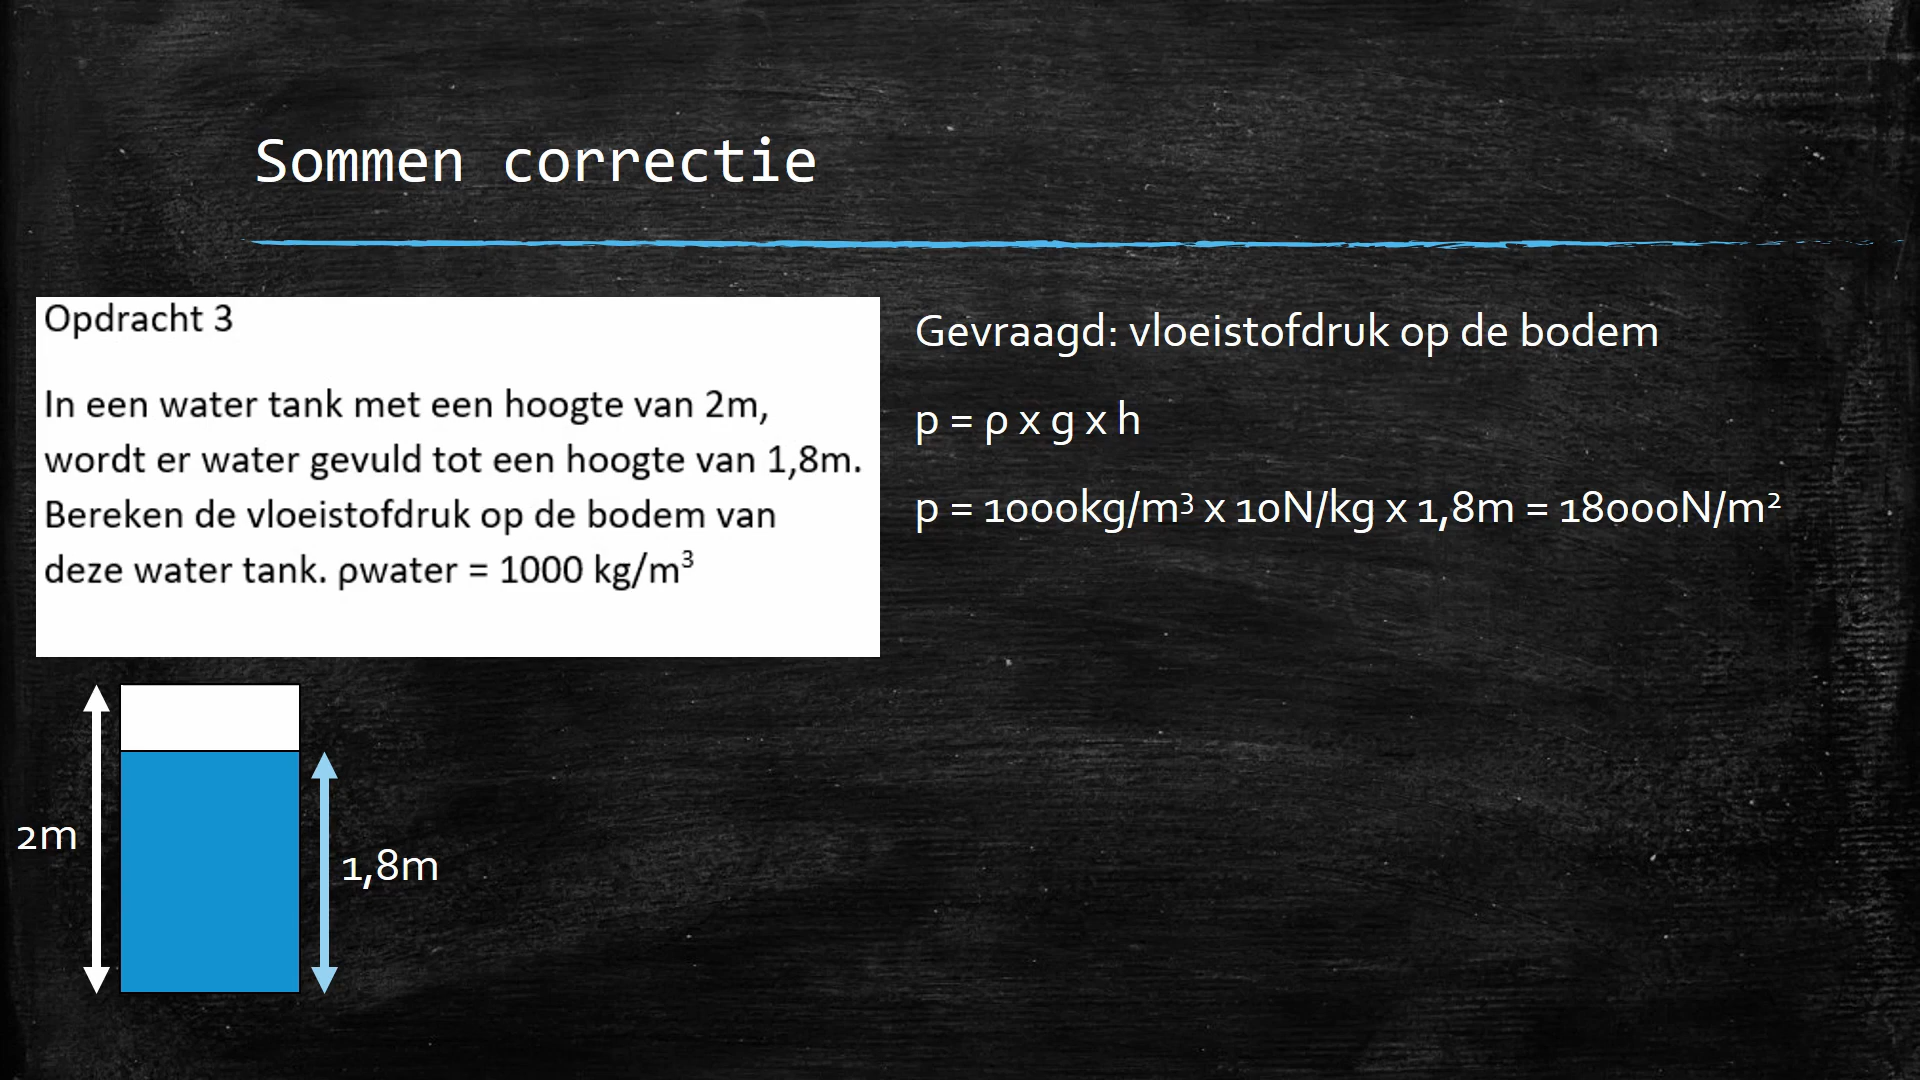 Sommen correctie
Opdracht 3
In een water tank met een hoogte van 2m,
wordt er water gevuld tot een hoogte van 1,8m.
Bereken de vloeistofdruk op de bodem van
deze water tank. ρwater = 1000 kg/m³
Gevraagd: vloeistofdruk op de bodem
p = ρ x g x h
p = 1000kg/m³ x 10N/kg x 1,8m = 18000N/m²
2m
1,8m